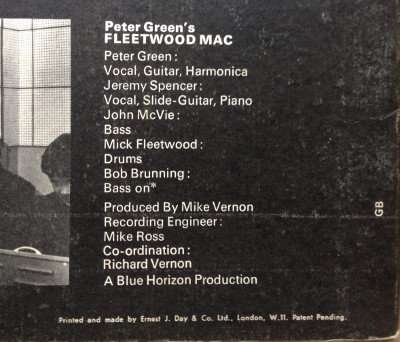 Peter Green's
FLEETWOOD MAC
Peter Green :
Vocal, Guitar, Harmonica
Jeremy Spencer :
Vocal, Slide-Guitar, Piano
John McVie :
Bass
Mick Fleetwood :
Drums
Bob Brunning :
Bass on*
Produced By Mike Vernon
Recording Engineer :
Mike Ross
Co-ordination :
Richard Vernon
A Blue Horizon Production
GB
Printed and made by Ernest J. Day & Co. Ltd., London, W.11. Patent Pending.